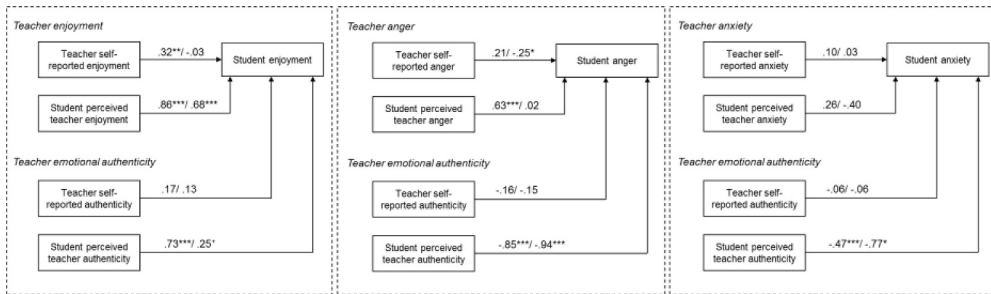 Teacher enjoyment
Teacher self-
reported enjoyment
.32**/ -.03
Student enjoyment
Student perceived
teacher enjoyment
.86***/ .68***
Teacher emotional authenticity
Teacher self-
reported authenticity
.17/ .13
Student perceived
teacher authenticity
.73***/ .25*
Teacher anger
Teacher self-
reported anger
.21/ -.25*
Student anger
Student perceived
teacher anger
.63***/ .02
Teacher emotional authenticity
Teacher self-
reported authenticity
-.16/ -.15
Student perceived
teacher authenticity
-.85***/ -.94***
Teacher anxiety
Teacher self-
reported anxiety
.10/ .03
Student anxiety
Student perceived
teacher anxiety
.26/ -.40
Teacher emotional authenticity
Teacher self-
reported authenticity
-.06/ -.06
Student perceived
teacher authenticity
-.47***/ -.77*